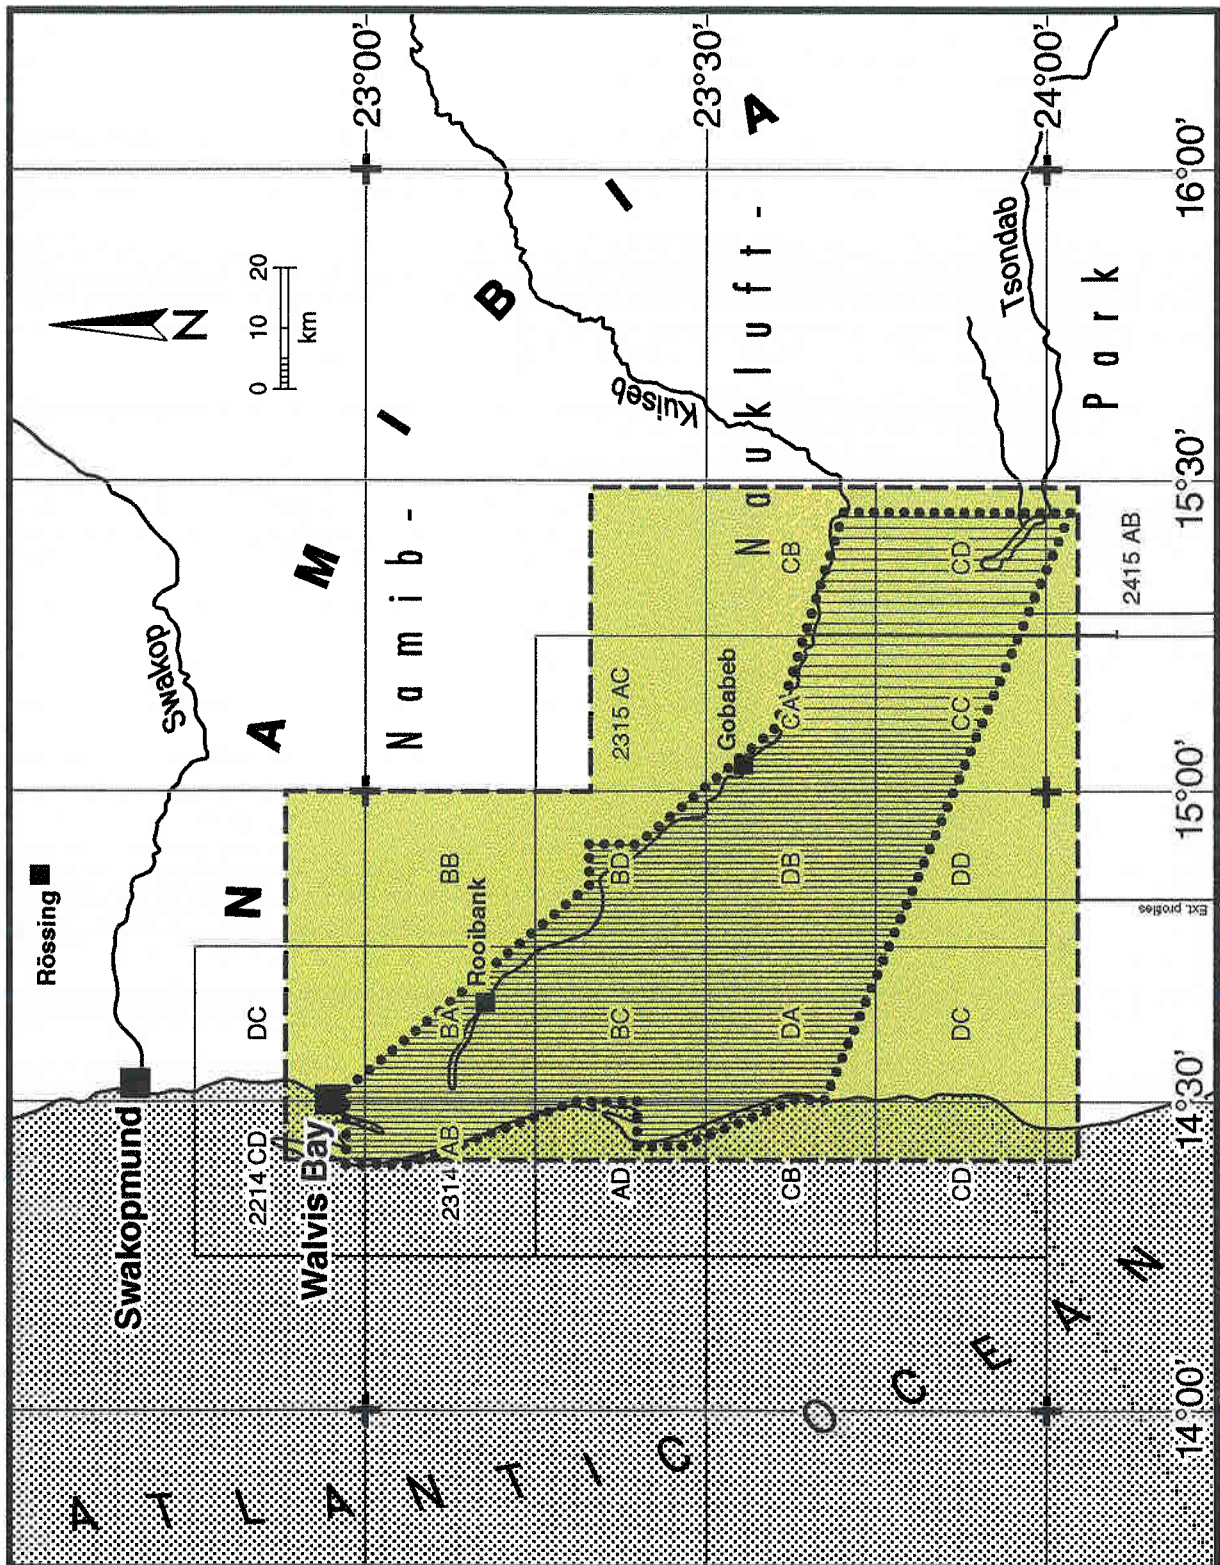 ATLANTIC OCEAN
NAMIBIA
Namib-
Naukluft-
Park
Swakopmund
Walvis Bay
Rössing
Rooibank
Gobabeb
Swakop
Kuiseb
Tsondab
N
0 10 20
km
2214 CD
DC
2314 AB
BA
BB
AD
BC
BD
2315 AC
CB
DA
DB
CA
CB
CD
DC
DD
CC
CD
2415 AB
Ext. profiles
23°00'
23°30'
24°00'
14°00'
14°30'
15°00'
15°30'
16°00'